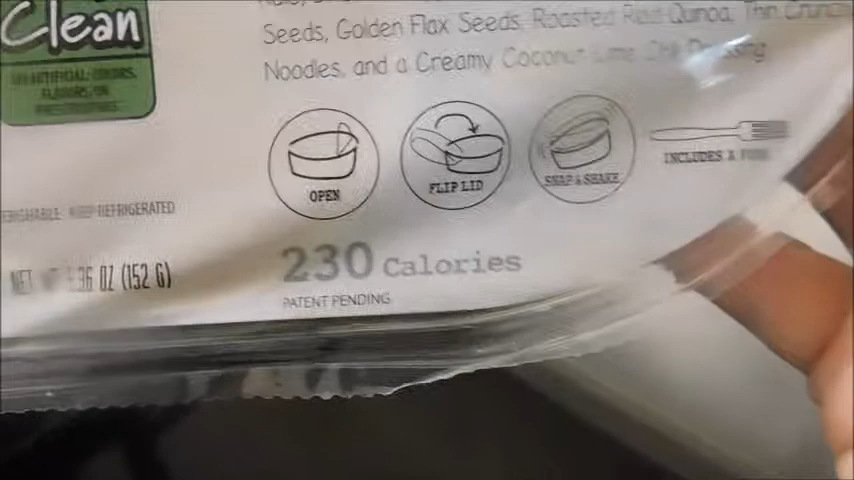 Clean
NO ARTIFICIAL COLORS,
FLAVORS, OR
PRESERVATIVES
Seeds, Golden Flax Seeds, Roasted Red Quinoa, Thin Crunchy
Noodles, and a Creamy Coconut Lime Chili Dressing
OPEN
FLIP LID
SNAP & SHAKE
INCLUDES A FORK
PERISHABLE KEEP REFRIGERATED
NET WT 5.36 OZ (152 G)
230 Calories
PATENT PENDING